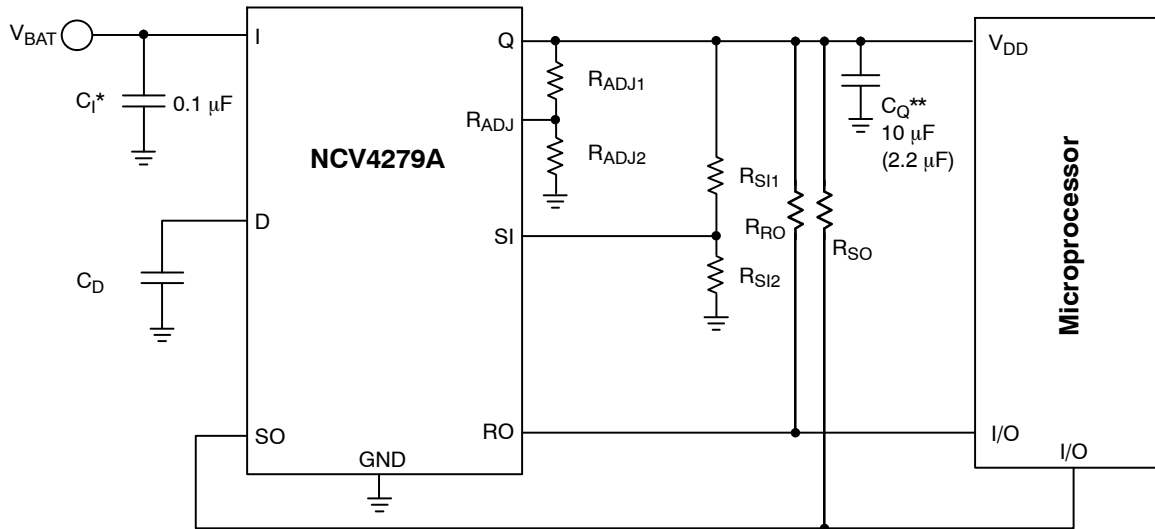 V_BAT
I
Q
V_DD
C_I*
0.1 μF
R_ADJ1
R_ADJ
R_ADJ2
C_Q**
10 μF
(2.2 μF)
NCV4279A
R_SI1
D
SI
R_RO
R_SO
C_D
R_SI2
Microprocessor
SO
RO
I/O
GND
I/O